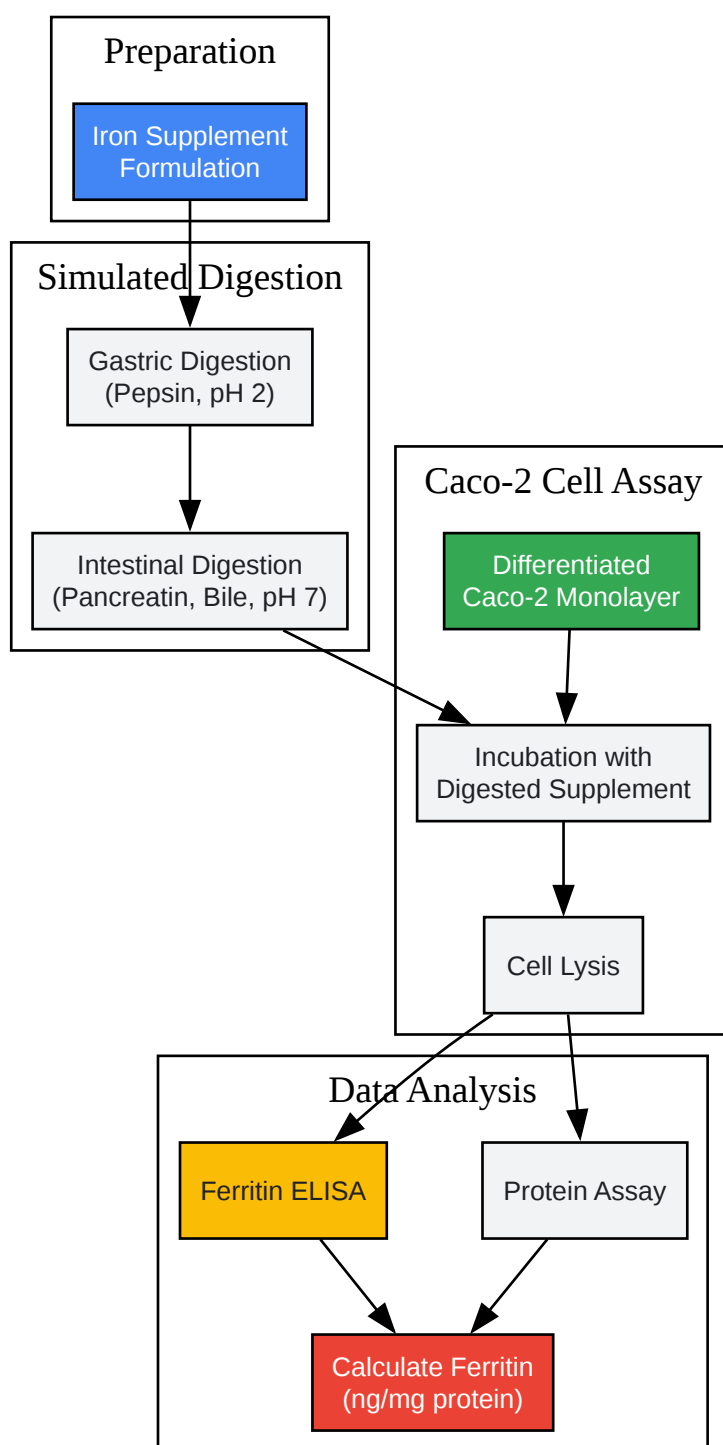 Preparation
Iron Supplement
Formulation
Simulated Digestion
Gastric Digestion
(Pepsin, pH 2)
Intestinal Digestion
(Pancreatin, Bile, pH 7)
Caco-2 Cell Assay
Differentiated
Caco-2 Monolayer
Incubation with
Digested Supplement
Cell Lysis
Data Analysis
Ferritin ELISA
Protein Assay
Calculate Ferritin
(ng/mg protein)